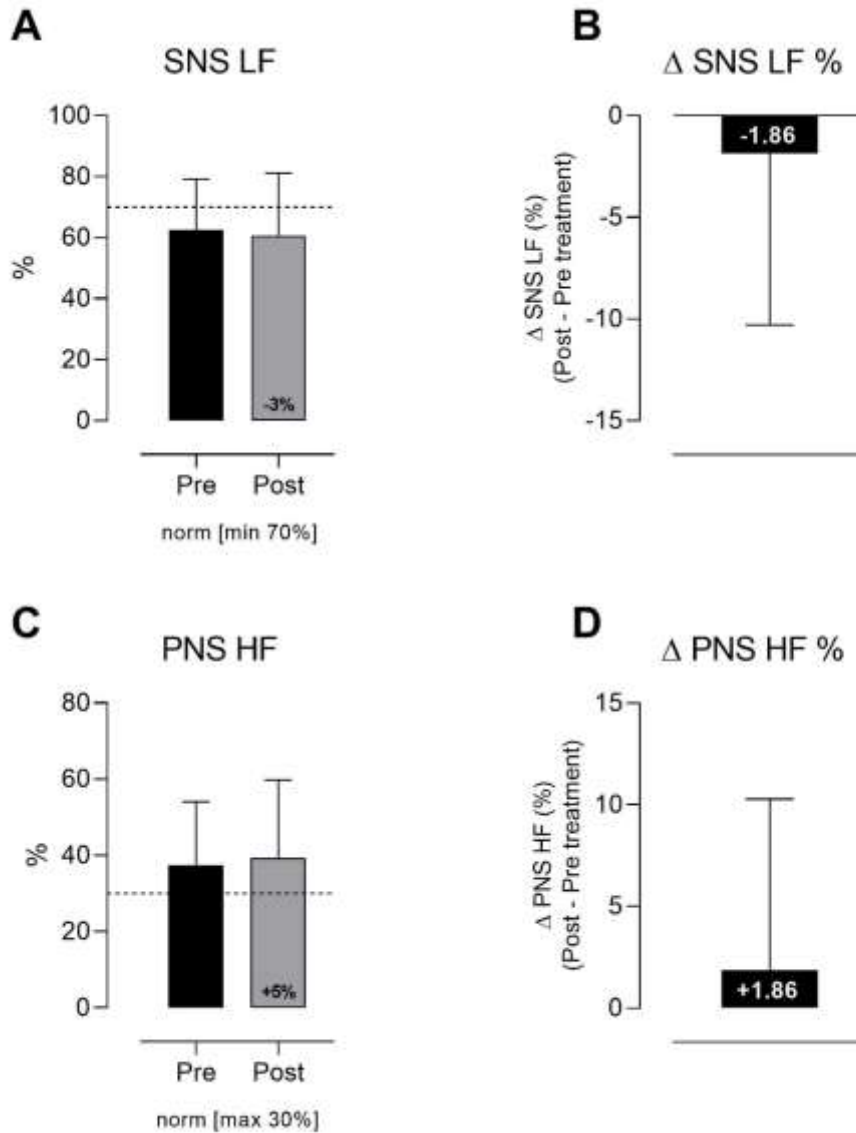 A
SNS LF
100
80
60
40
20
0
%
-3%
Pre Post
norm [min 70%]
B
Δ SNS LF %
0
-5
-10
-15
Δ SNS LF (%)
(Post - Pre treatment)
-1.86
C
PNS HF
80
60
40
20
0
%
+5%
Pre Post
norm [max 30%]
D
Δ PNS HF %
15
10
5
0
Δ PNS HF (%)
(Post - Pre treatment)
+1.86